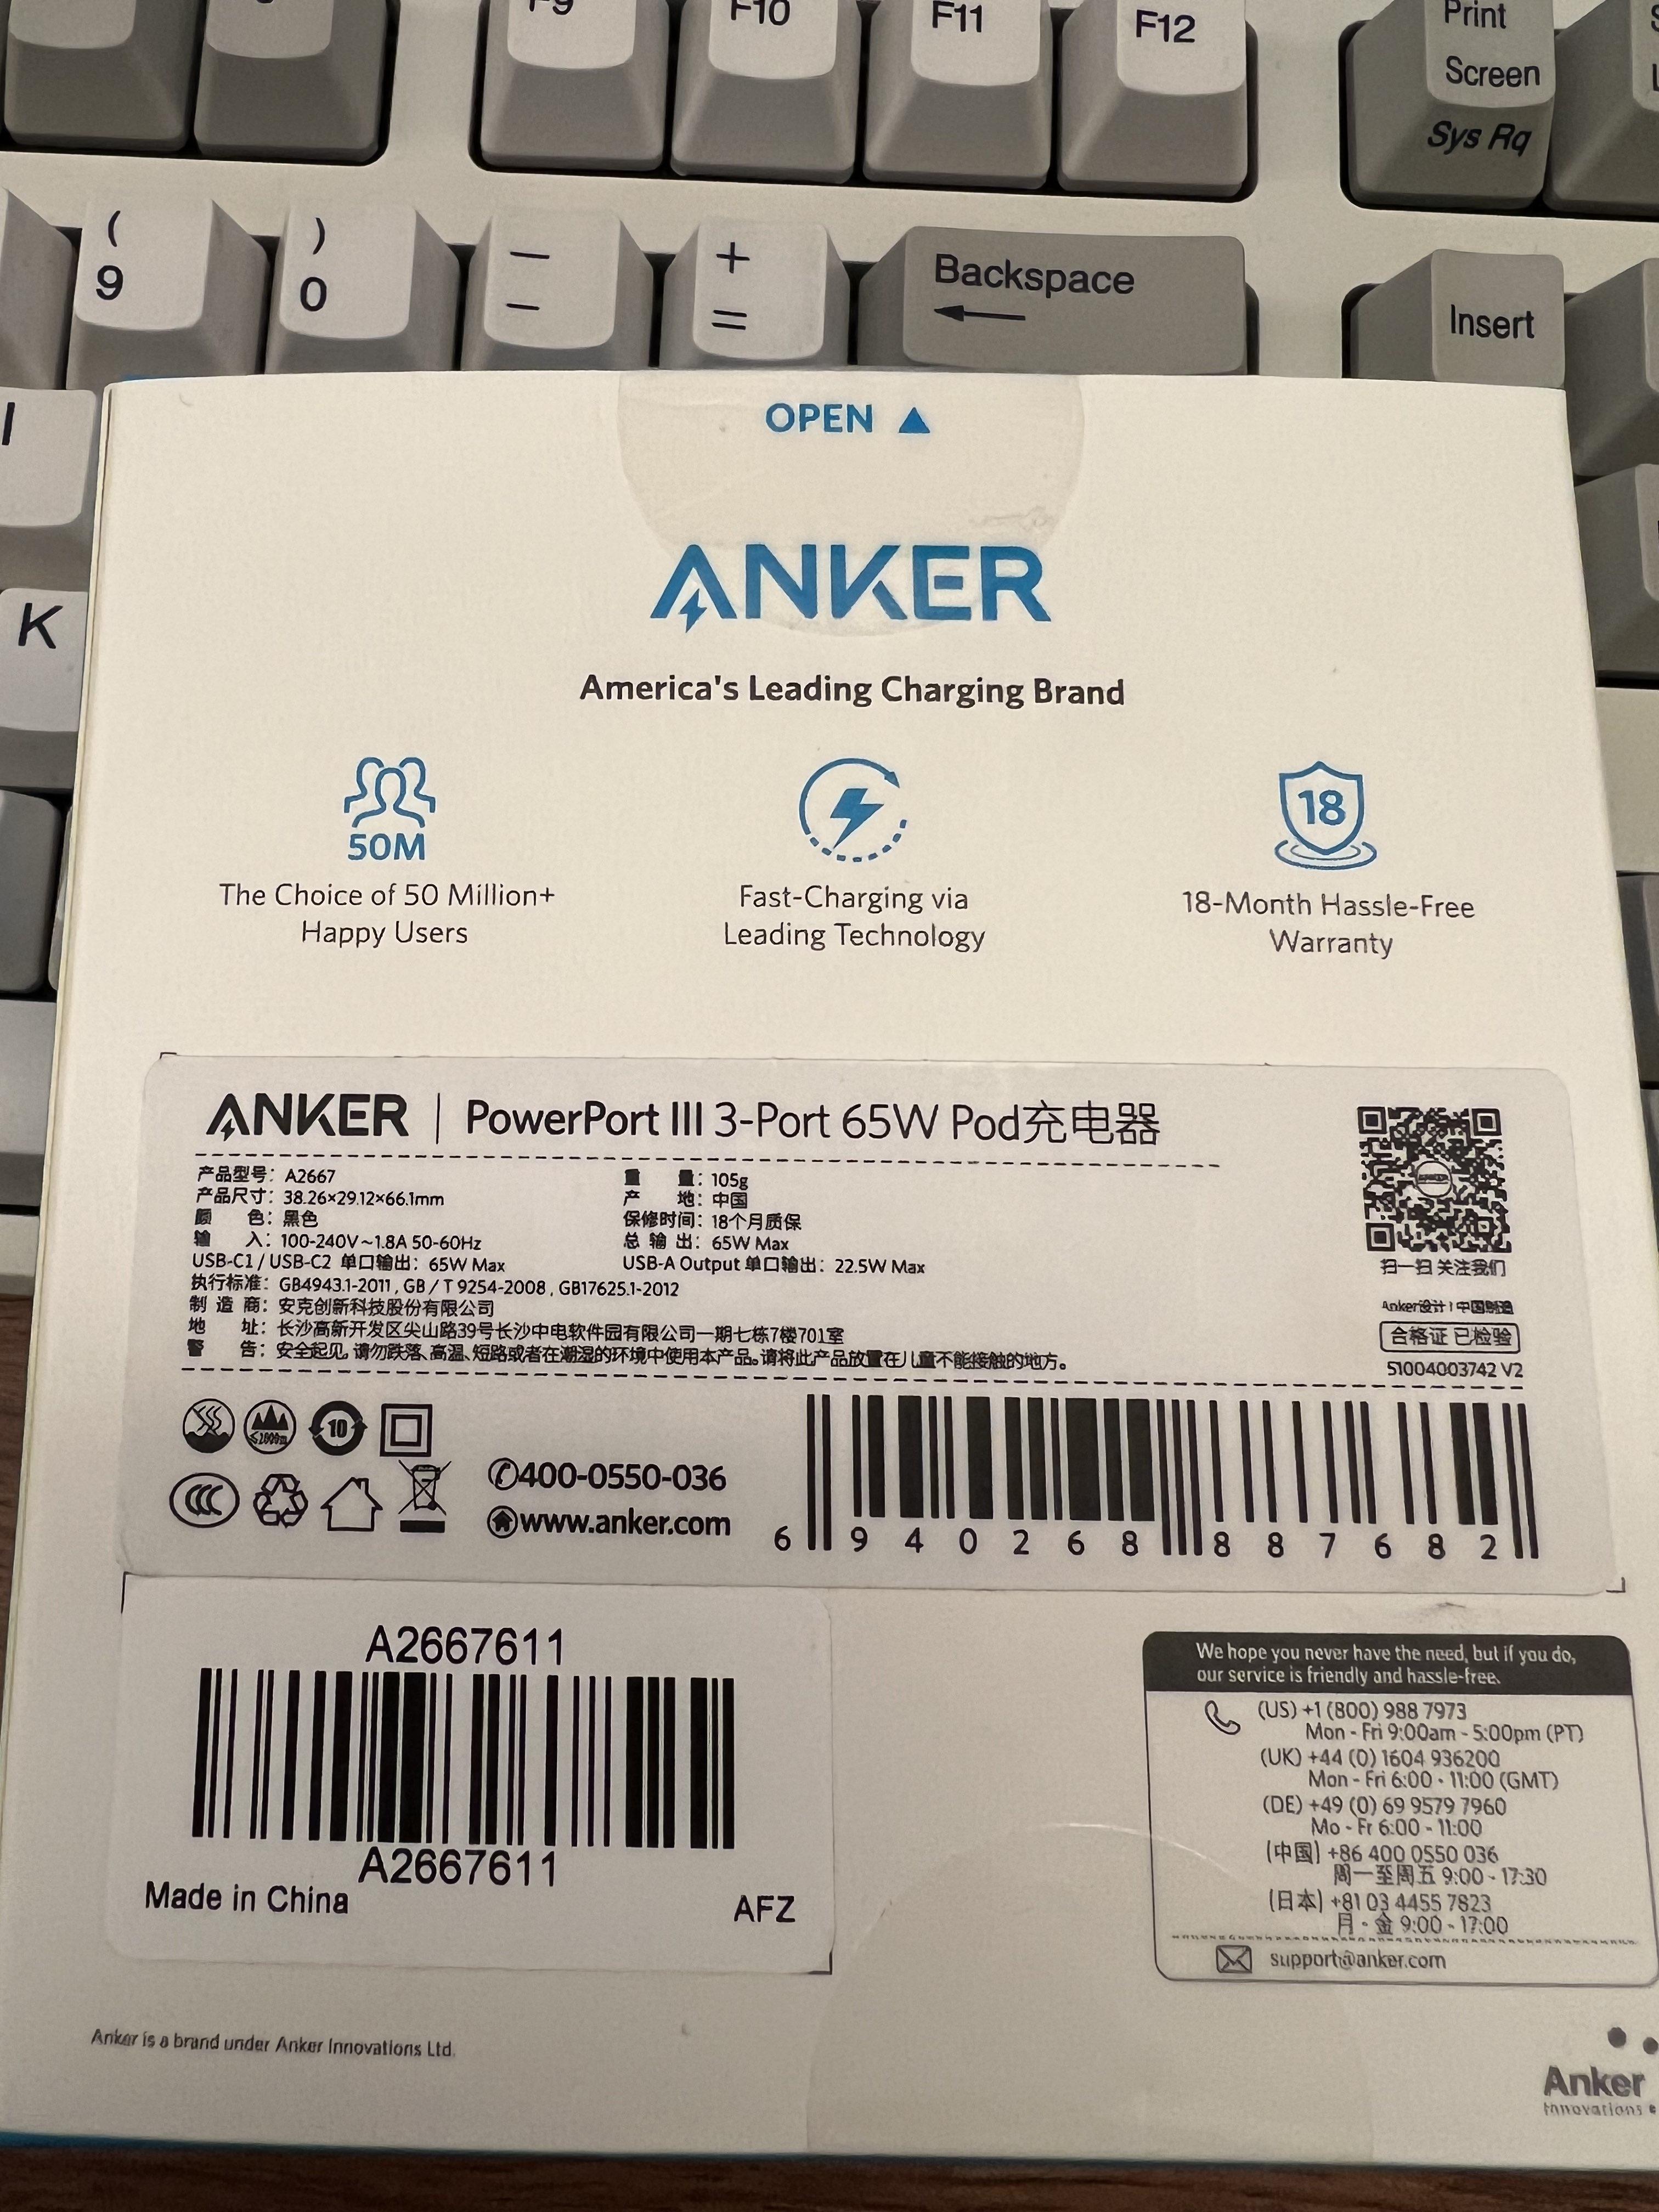 F9 F10 F11 F12 Print
Screen
Sys Rq
( ) — +
9 0 - = Backspace
Insert
I
K
OPEN ▲
ANKER
America's Leading Charging Brand
50M
18
The Choice of 50 Million+
Happy Users
Fast-Charging via
Leading Technology
18-Month Hassle-Free
Warranty
ANKER | PowerPort III 3-Port 65W Pod充电器
产品型号：A2667
重 量：105g
产品尺寸：38.26×29.12×66.1mm
产 地：中国
颜 色：黑色
保修时间：18个月质保
输 入：100-240V~1.8A 50-60Hz
总 输 出：65W Max
USB-C1 / USB-C2 单口输出：65W Max
USB-A Output 单口输出：22.5W Max
执行标准：GB4943.1-2011 , GB / T 9254-2008 , GB17625.1-2012
制 造 商：安克创新科技股份有限公司
地 址：长沙高新开发区尖山路39号长沙中电软件园有限公司一期七栋7楼701室
警 告：安全起见, 请勿跌落、高温、短路或者在潮湿的环境中使用本产品。请将此产品放置在儿童不能接触的地方。
ANKER
扫一扫 关注我们
Anker设计 | 中国制造
合格证 已检验
51004003742 V2
≤2000m
10
CCC
400-0550-036
www.anker.com
6 940268 887682
A2667611
A2667611
Made in China
AFZ
We hope you never have the need, but if you do,
our service is friendly and hassle-free.
(US) +1 (800) 988 7973
Mon - Fri 9:00am - 5:00pm (PT)
(UK) +44 (0) 1604 936200
Mon - Fri 6:00 - 11:00 (GMT)
(DE) +49 (0) 69 9579 7960
Mo - Fr 6:00 - 11:00
(中国) +86 400 0550 036
周一至周五 9:00 - 17:30
(日本) +81 03 4455 7823
月 - 金 9:00 - 17:00
support@anker.com
Anker is a brand under Anker Innovations Ltd.
Anker
Innovations